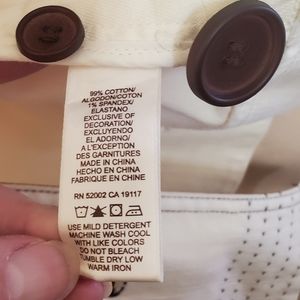 99% COTTON/
ALGODON/COTON
1% SPANDEX/
ELASTANO
EXCLUSIVE OF
DECORATION/
EXCLUYENDO
EL ADORNO/
A L'EXCEPTION
DES GARNITURES
MADE IN CHINA
HECHO EN CHINA
FABRIQUE EN CHINE
RN 52002 CA 19117
USE MILD DETERGENT
MACHINE WASH COOL
WITH LIKE COLORS
DO NOT BLEACH
TUMBLE DRY LOW
WARM IRON